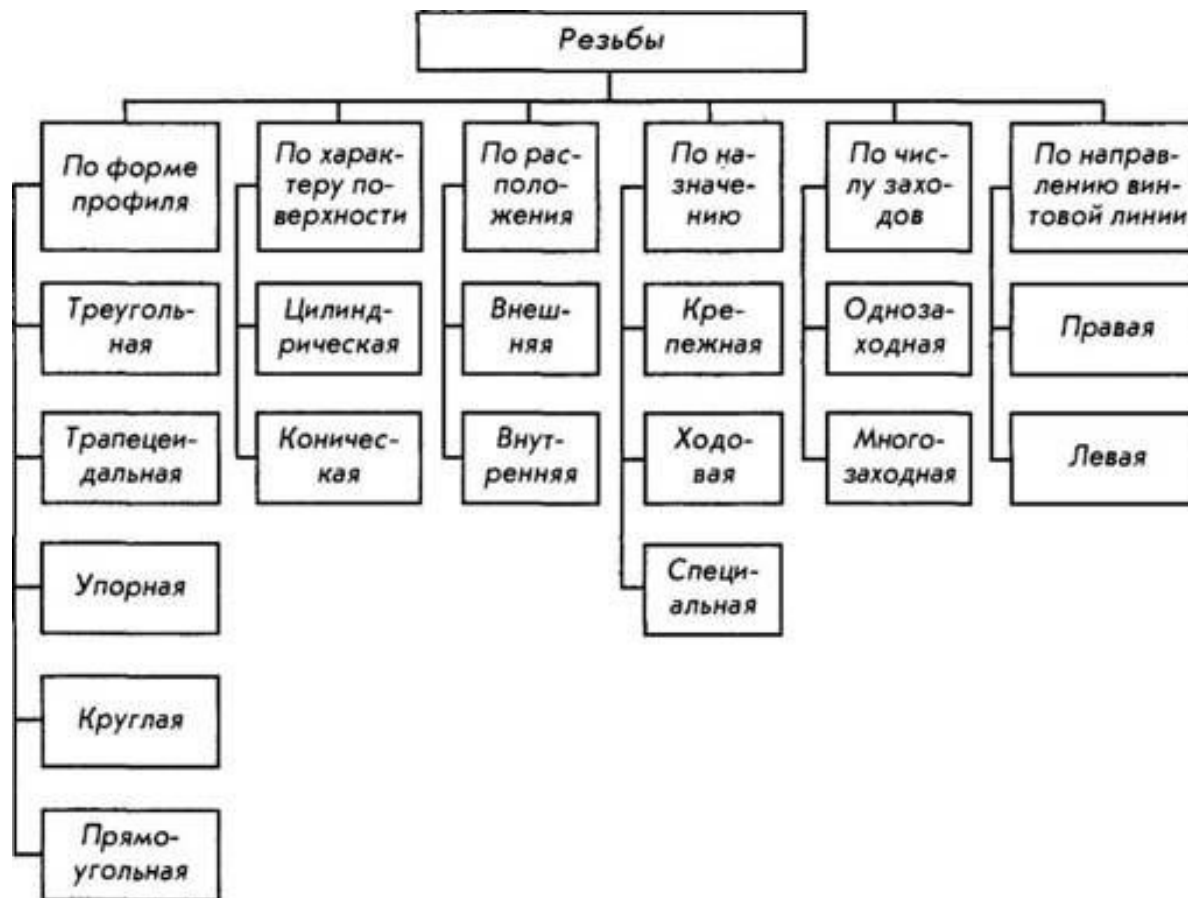 Резьбы
По форме
профиля
По харак-
теру по-
верхности
По рас-
поло-
жения
По на-
значе-
нию
По чис-
лу захо-
дов
По направ-
лению вин-
товой линии
Треуголь-
ная
Цилинд-
рическая
Внеш-
няя
Кре-
пежная
Одноза-
ходная
Правая
Трапецеи-
дальная
Коничес-
кая
Внут-
ренняя
Ходо-
вая
Много-
заходная
Левая
Упорная
Специ-
альная
Круглая
Прямо-
угольная